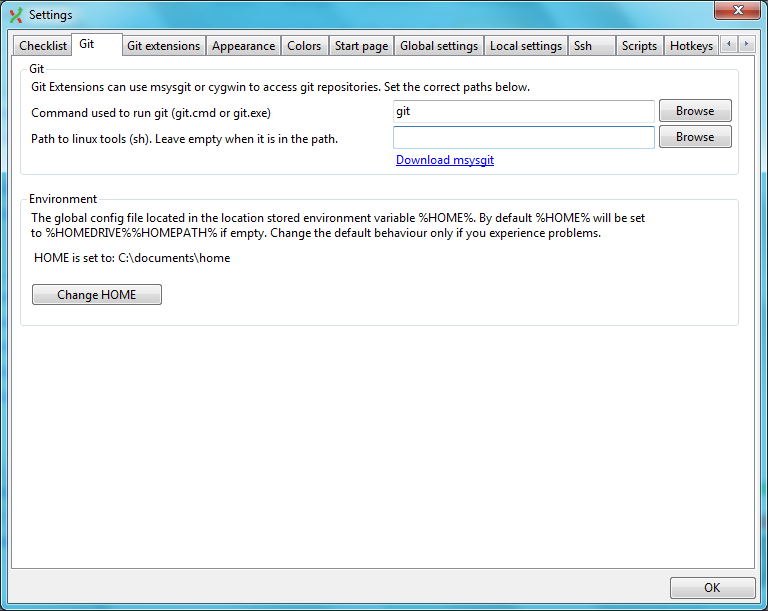 Settings
Checklist Git Git extensions Appearance Colors Start page Global settings Local settings Ssh Scripts Hotkeys
Git
Git Extensions can use msysgit or cygwin to access git repositories. Set the correct paths below.
Command used to run git (git.cmd or git.exe) git Browse
Path to linux tools (sh). Leave empty when it is in the path. Browse
Download msysgit
Environment
The global config file located in the location stored environment variable %HOME%. By default %HOME% will be set
to %HOMEDRIVE%%HOMEPATH% if empty. Change the default behaviour only if you experience problems.
HOME is set to: C:\documents\home
Change HOME
OK